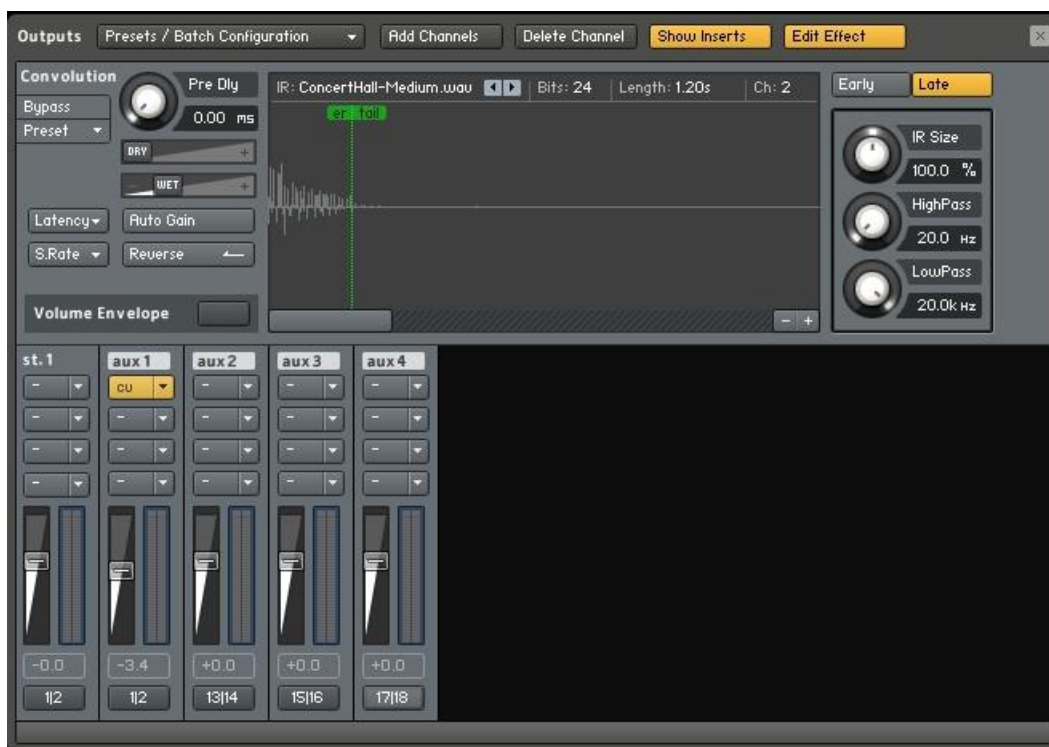 Outputs Presets / Batch Configuration Add Channels Delete Channel Show Inserts Edit Effect
Convolution
Bypass
Preset
Pre Dly
0.00 ms
DRY +
- WET +
Latency Auto Gain
S.Rate Reverse
Volume Envelope
IR: ConcertHall-Medium.wav Bits: 24 Length: 1.20s Ch: 2
er tail
- +
Early Late
IR Size
100.0 %
HighPass
20.0 Hz
LowPass
20.0k Hz
st.1 aux 1 aux 2 aux 3 aux 4
- cv - - -
- - - - -
- - - - -
- - - - -
-0.0 -3.4 +0.0 +0.0 +0.0
1|2 1|2 13|14 15|16 17|18